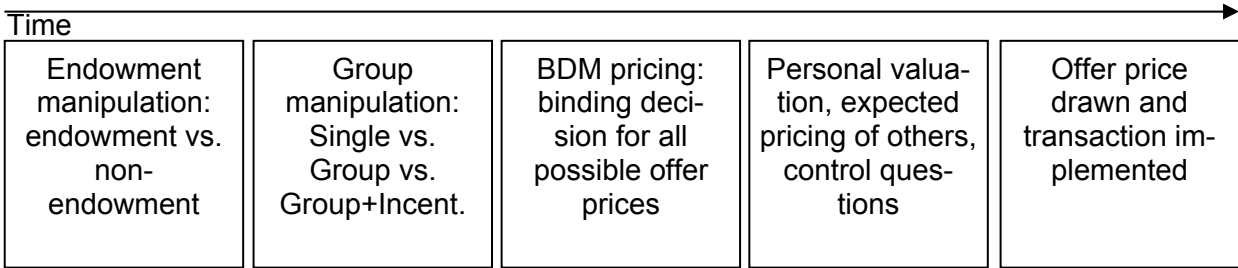 Time
Endowment
manipulation:
endowment vs.
non-
endowment
Group
manipulation:
Single vs.
Group vs.
Group+Incent.
BDM pricing:
binding deci-
sion for all
possible offer
prices
Personal valua-
tion, expected
pricing of others,
control ques-
tions
Offer price
drawn and
transaction im-
plemented